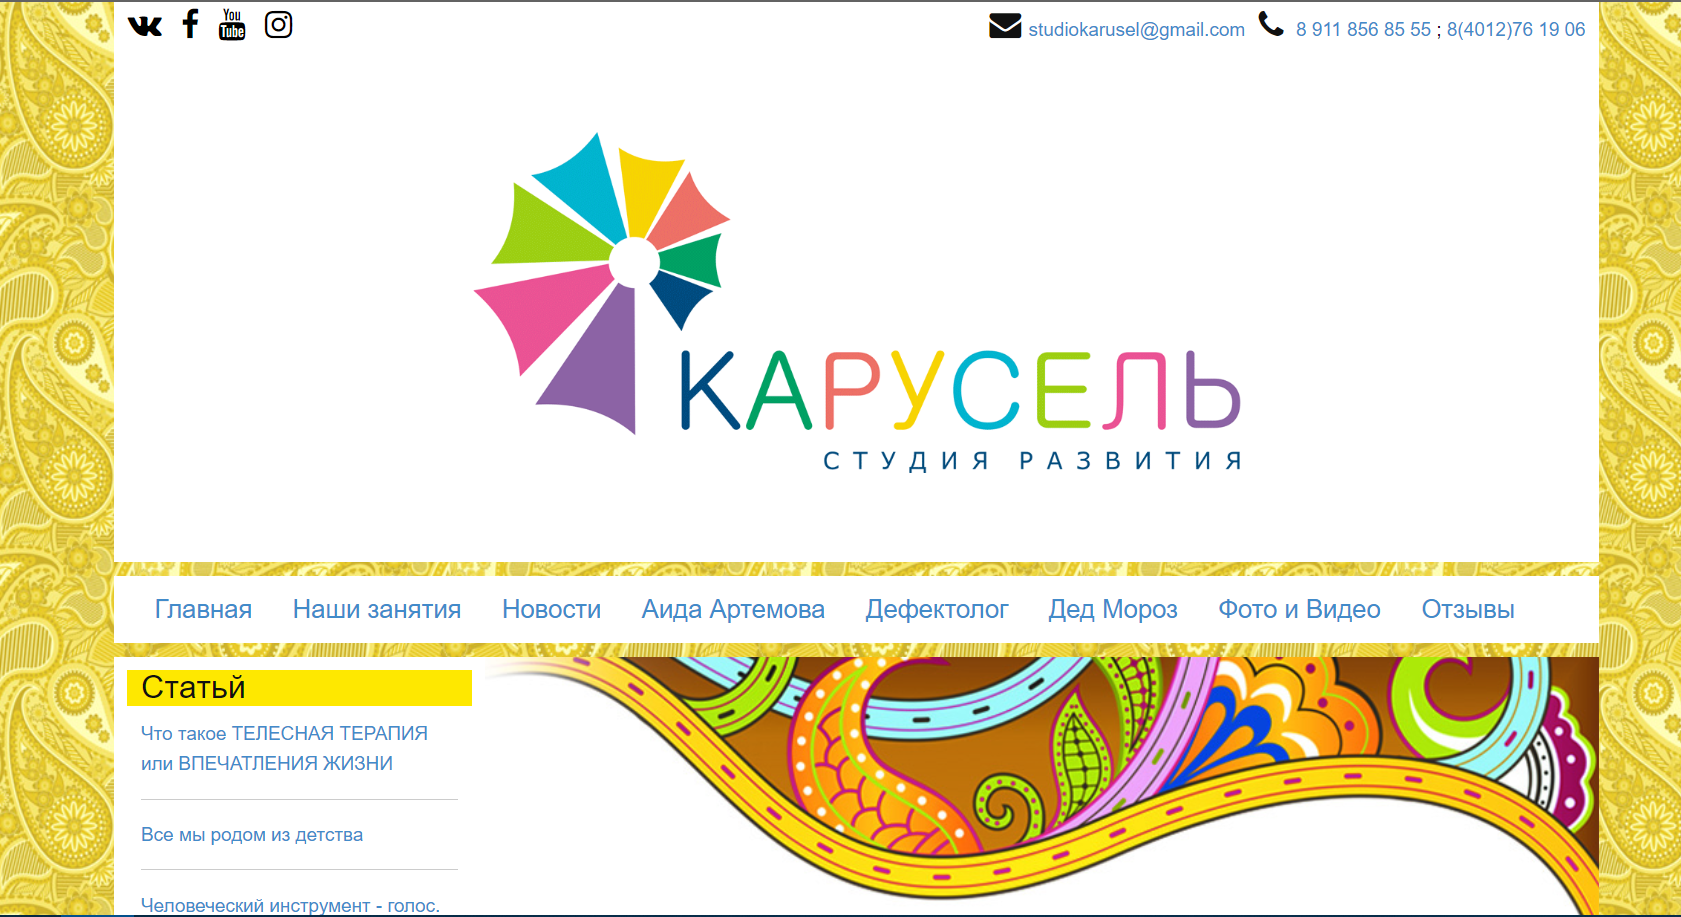 You
Tube
studiokarusel@gmail.com 8 911 856 85 55 ; 8(4012)76 19 06
КАРУСЕЛЬ
СТУДИЯ РАЗВИТИЯ
Главная Наши занятия Новости Аида Артемова Дефектолог Дед Мороз Фото и Видео Отзывы
Статьй
Что такое ТЕЛЕСНАЯ ТЕРАПИЯ
или ВПЕЧАТЛЕНИЯ ЖИЗНИ
Все мы родом из детства
Человеческий инструмент - голос.